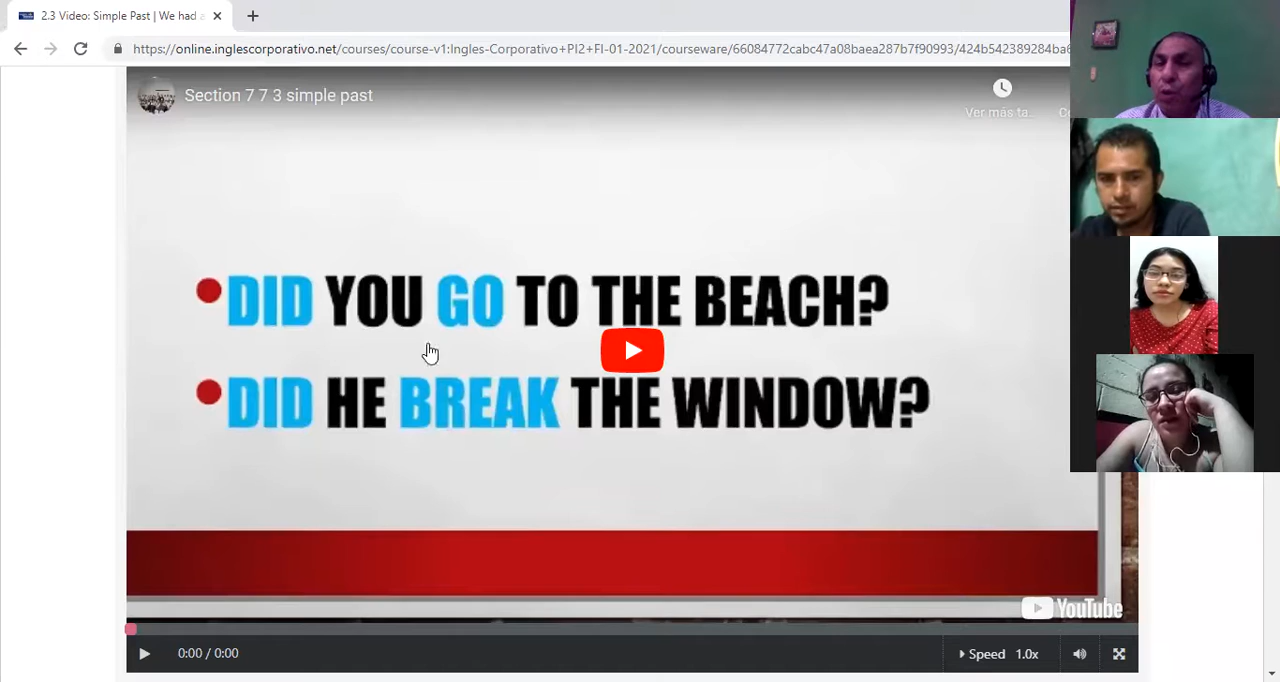 2.3 Video: Simple Past | We had a
https://online.inglescorporativo.net/courses/course-v1:Ingles-Corporativo+PI2+FI-01-2021/courseware/66084772cabc47a08baea287b7f90993/424b542389284ba6
Section 7 7 3 simple past
Ver más ta...
DID YOU GO TO THE BEACH?
DID HE BREAK THE WINDOW?
YouTube
0:00 / 0:00
Speed 1.0x